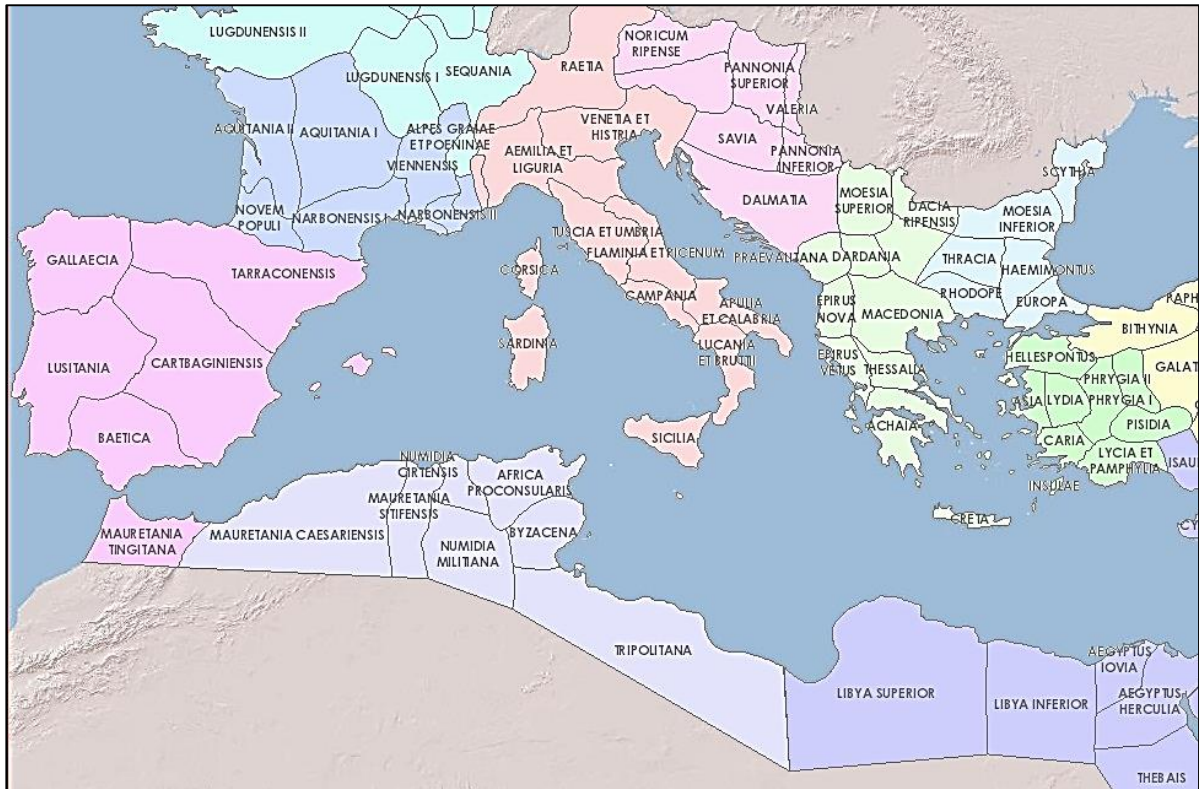 LUGDUNENSIS II
NORICUM
RIPENSE
LUGDUNENSIS I
SEQUANIA
RAETIA
PANNONIA
SUPERIOR
VALERIA
AQUITANIA II
AQUITANIA I
ALPES GRAIAE
ET POENINAE
VENETIA ET
HISTRIA
SAVIA
PANNONIA
INFERIOR
VIENNENSIS
AEMILIA ET
LIGURIA
SCYTHIA
NOVEM
POPULI
NARBONENSIS I
NARBONENSIS II
DALMATIA
MOESIA
SUPERIOR
DACIA
RIPENSIS
MOESIA
INFERIOR
GALLAECIA
TARRACONENSIS
TUSCIA ET UMBRIA
FLAMINIA ET PICENUM
PRAEVALITANA
DARDANIA
THRACIA
HAEMIMONTUS
CORSICA
CAMPANIA
APULIA
ET CALABRIA
EPIRUS
NOVA
MACEDONIA
RHODOPE
EUROPA
RAPH
BITHYNIA
LUSITANIA
CARTBAGINIENSIS
SARDINIA
LUCANIA
ET BRUTTII
EPIRUS
VETUS
THESSALIA
HELLESPONTUS
GALAT
PHRYGIA II
ASIA
LYDIA
PHRYGIA I
BAETICA
SICILIA
ACHAIA
PISIDIA
CARIA
LYCIA ET
PAMPHYLIA
ISAU
INSULAE
NUMIDIA
CIRTENSIS
AFRICA
PROCONSULARIS
MAURETANIA
SITIFENSIS
CRETA
CY
MAURETANIA
TINGITANA
MAURETANIA CAESARIENSIS
NUMIDIA
MILITIANA
BYZACENA
TRIPOLITANA
LIBYA SUPERIOR
LIBYA INFERIOR
AEGYPTUS
IOVIA
AEGYPTUS
HERCULIA
THEBAIS